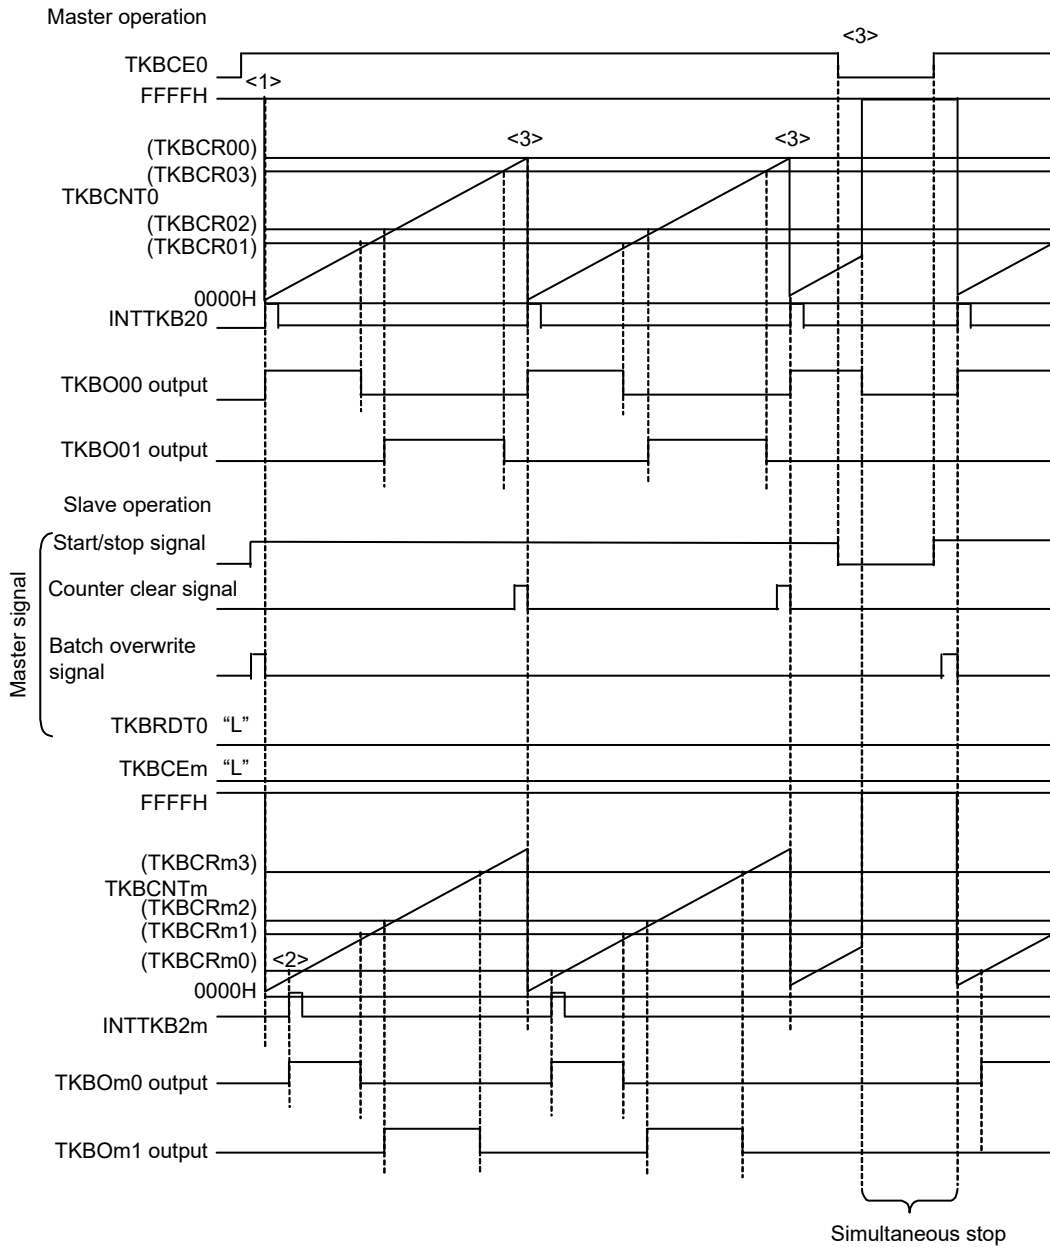 Master operation
<3>
TKBCE0
<1>
FFFFH
<3>
<3>
(TKBCR00)
(TKBCR03)
TKBCNT0
(TKBCR02)
(TKBCR01)
0000H
INTTKB20
TKBO00 output
TKBO01 output
Slave operation
Master signal
Start/stop signal
Counter clear signal
Batch overwrite
signal
TKBRDT0 “L”
TKBCEm “L”
FFFFH
(TKBCRm3)
TKBCNTm
(TKBCRm2)
(TKBCRm1)
(TKBCRm0) <2>
0000H
INTTKB2m
TKBOm0 output
TKBOm1 output
Simultaneous stop